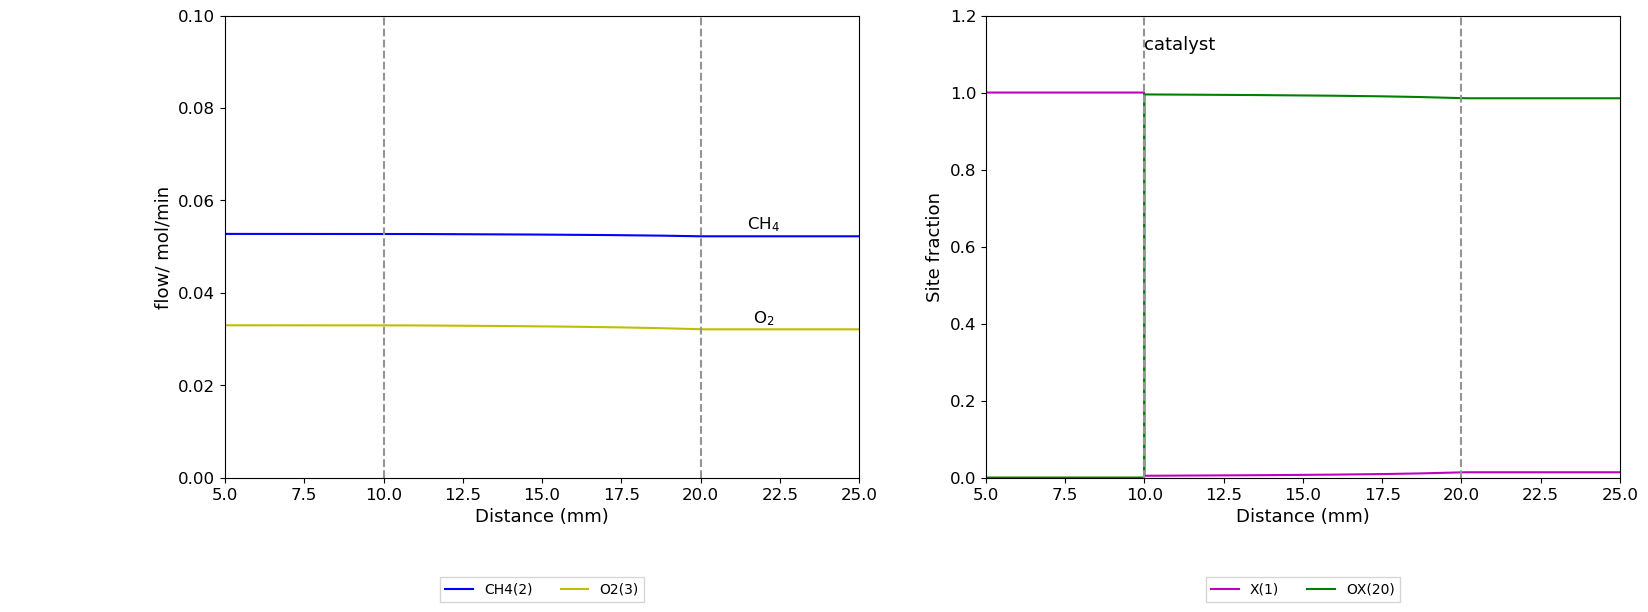 0.10
0.08
0.06
0.04
0.02
0.00
flow/ mol/min
CH₄
O₂
5.0 7.5 10.0 12.5 15.0 17.5 20.0 22.5 25.0
Distance (mm)
CH4(2) O2(3)
1.2
1.0
0.8
0.6
0.4
0.2
0.0
Site fraction
catalyst
5.0 7.5 10.0 12.5 15.0 17.5 20.0 22.5 25.0
Distance (mm)
X(1) OX(20)